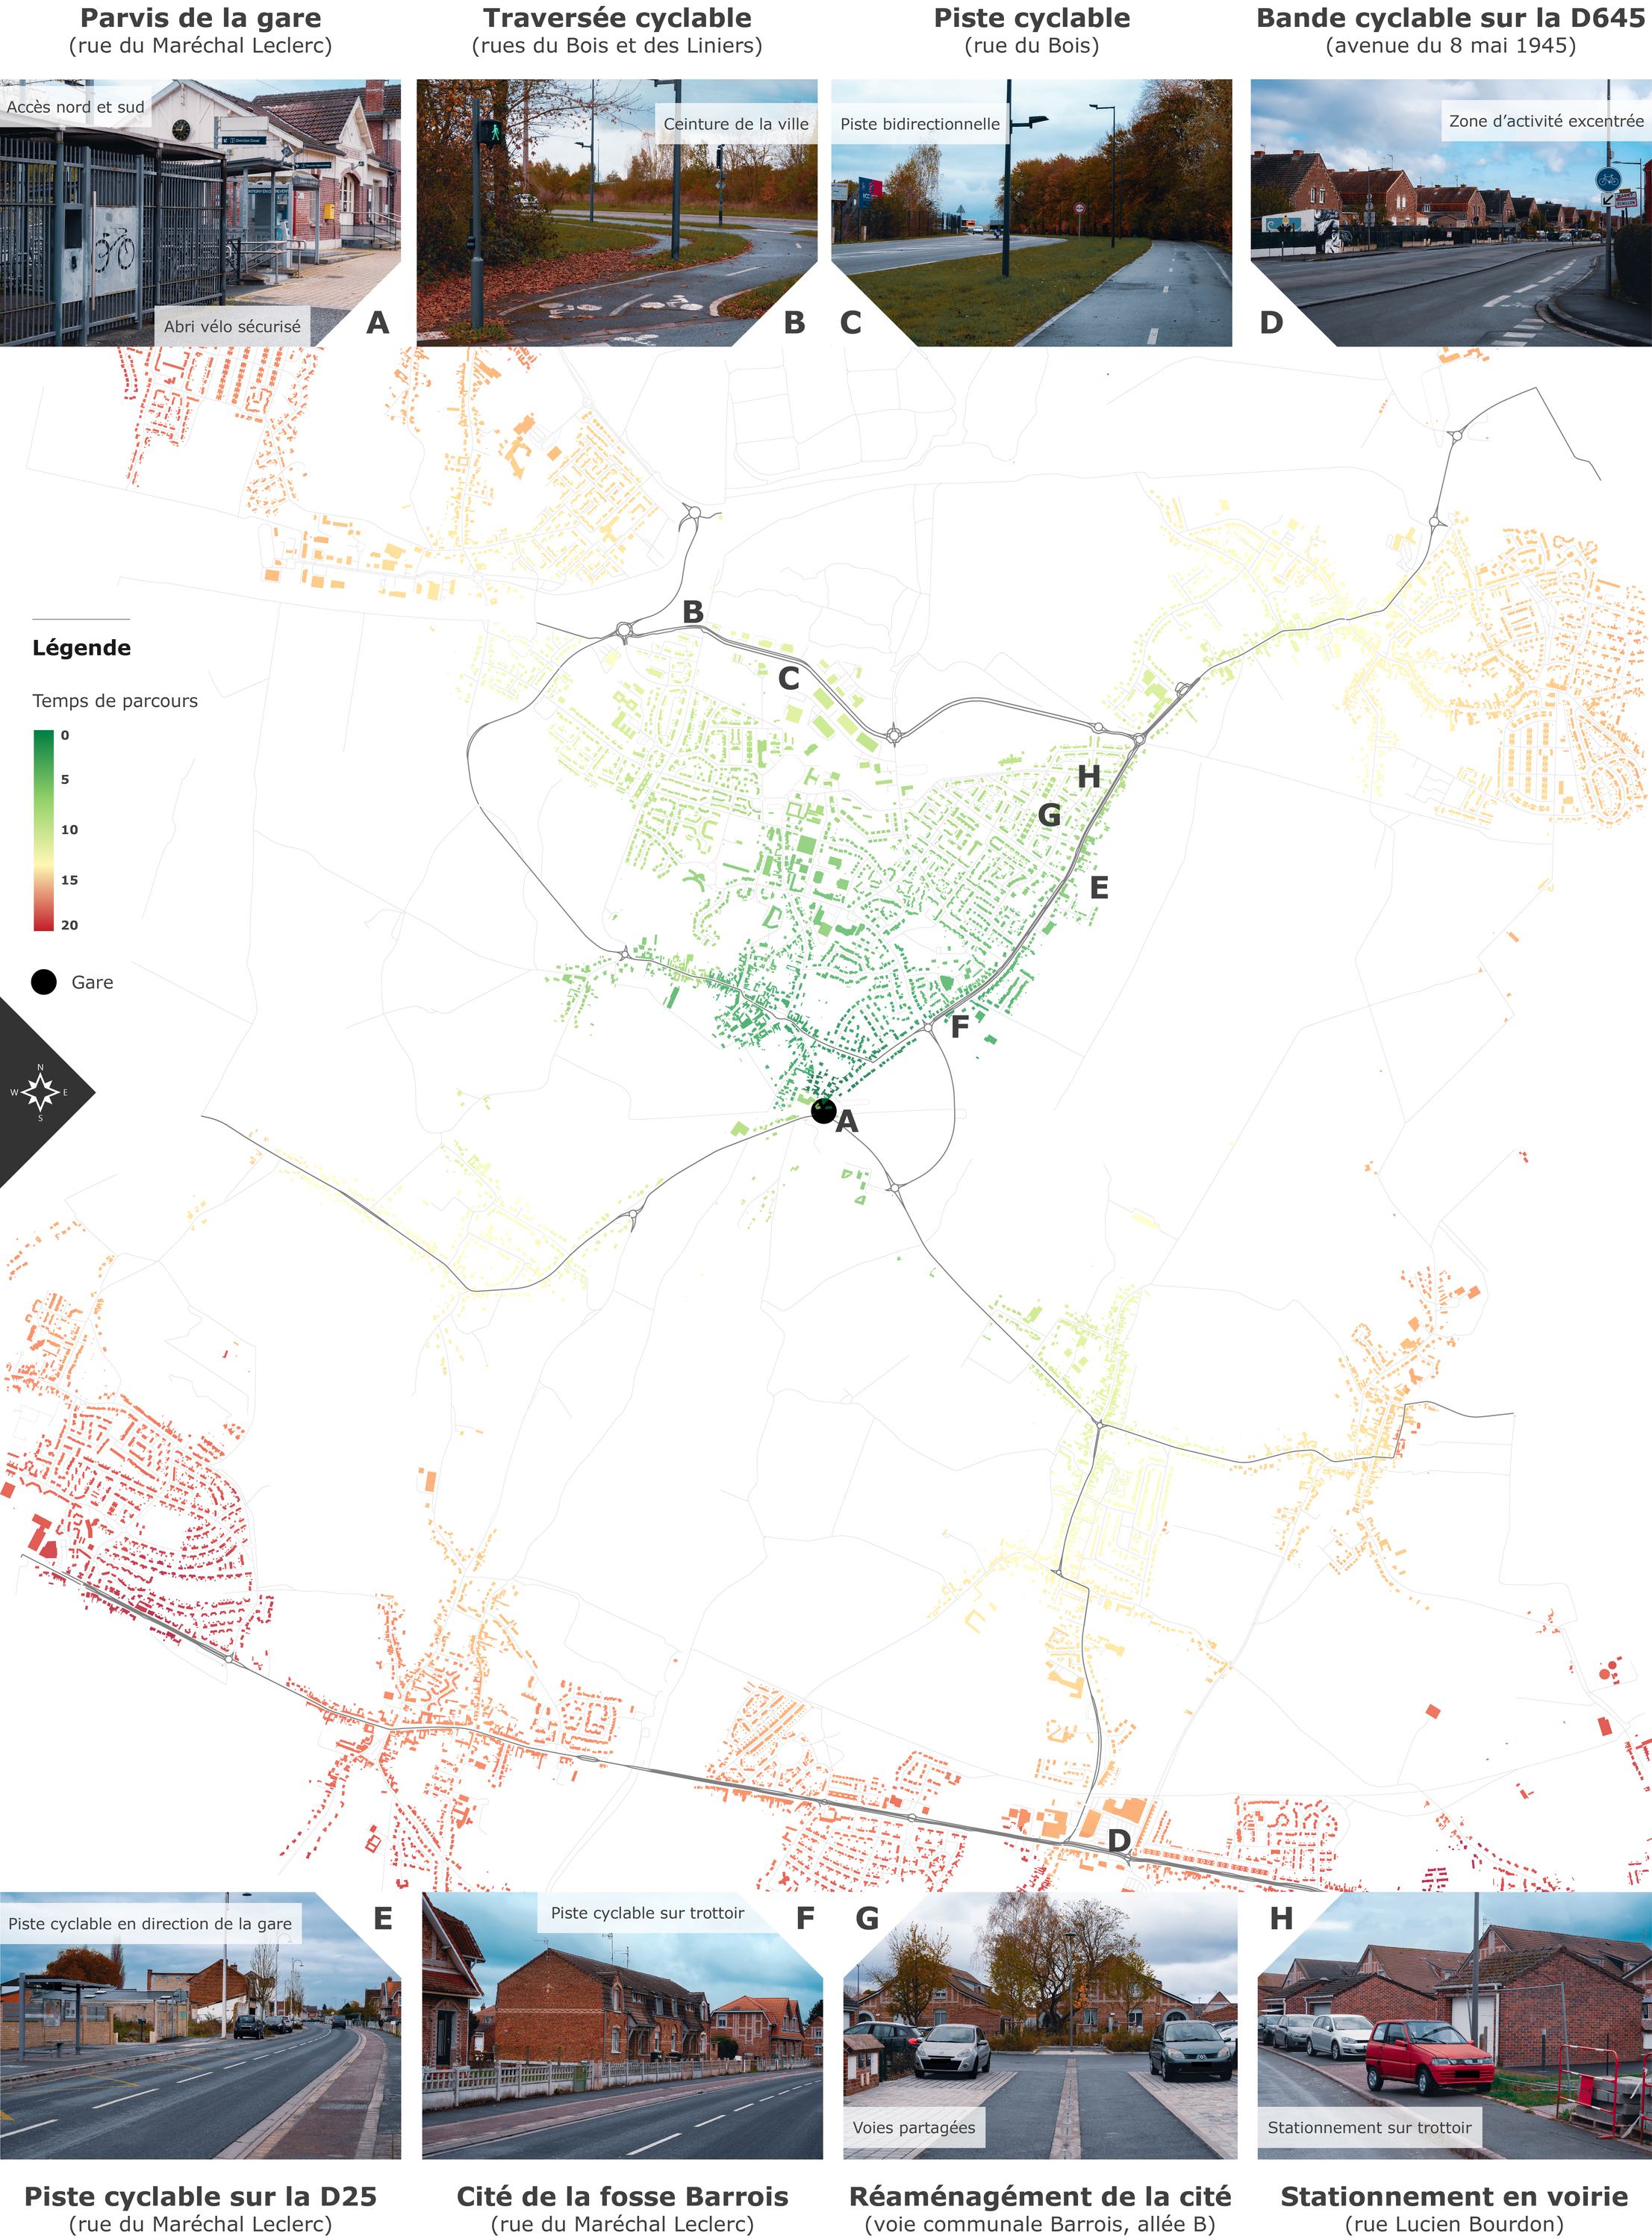 Parvis de la gare
(rue du Maréchal Leclerc)
Traversée cyclable
(rues du Bois et des Liniers)
Piste cyclable
(rue du Bois)
Bande cyclable sur la D645
(avenue du 8 mai 1945)
Accès nord et sud
Abri vélo sécurisé
A
Ceinture de la ville
B
Piste bidirectionnelle
C
Zone d’activité excentrée
D
B
C
H
G
E
F
A
D
Légende
Temps de parcours
0
5
10
15
20
Gare
N
W
E
S
Piste cyclable en direction de la gare
E
Piste cyclable sur trottoir
F
G
Voies partagées
H
Stationnement sur trottoir
Piste cyclable sur la D25
(rue du Maréchal Leclerc)
Cité de la fosse Barrois
(rue du Maréchal Leclerc)
Réaménagément de la cité
(voie communale Barrois, allée B)
Stationnement en voirie
(rue Lucien Bourdon)